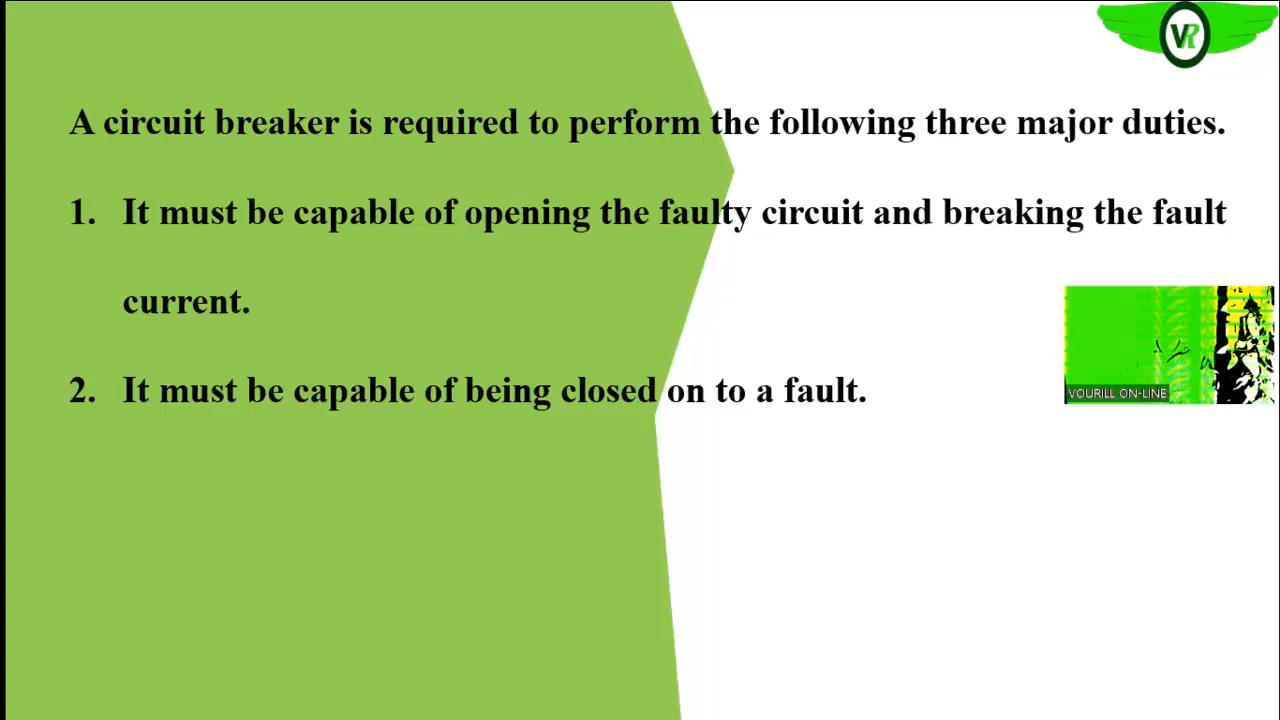 VR
A circuit breaker is required to perform the following three major duties.
1. It must be capable of opening the faulty circuit and breaking the fault
current.
2. It must be capable of being closed on to a fault.
VOURILL ON-LINE